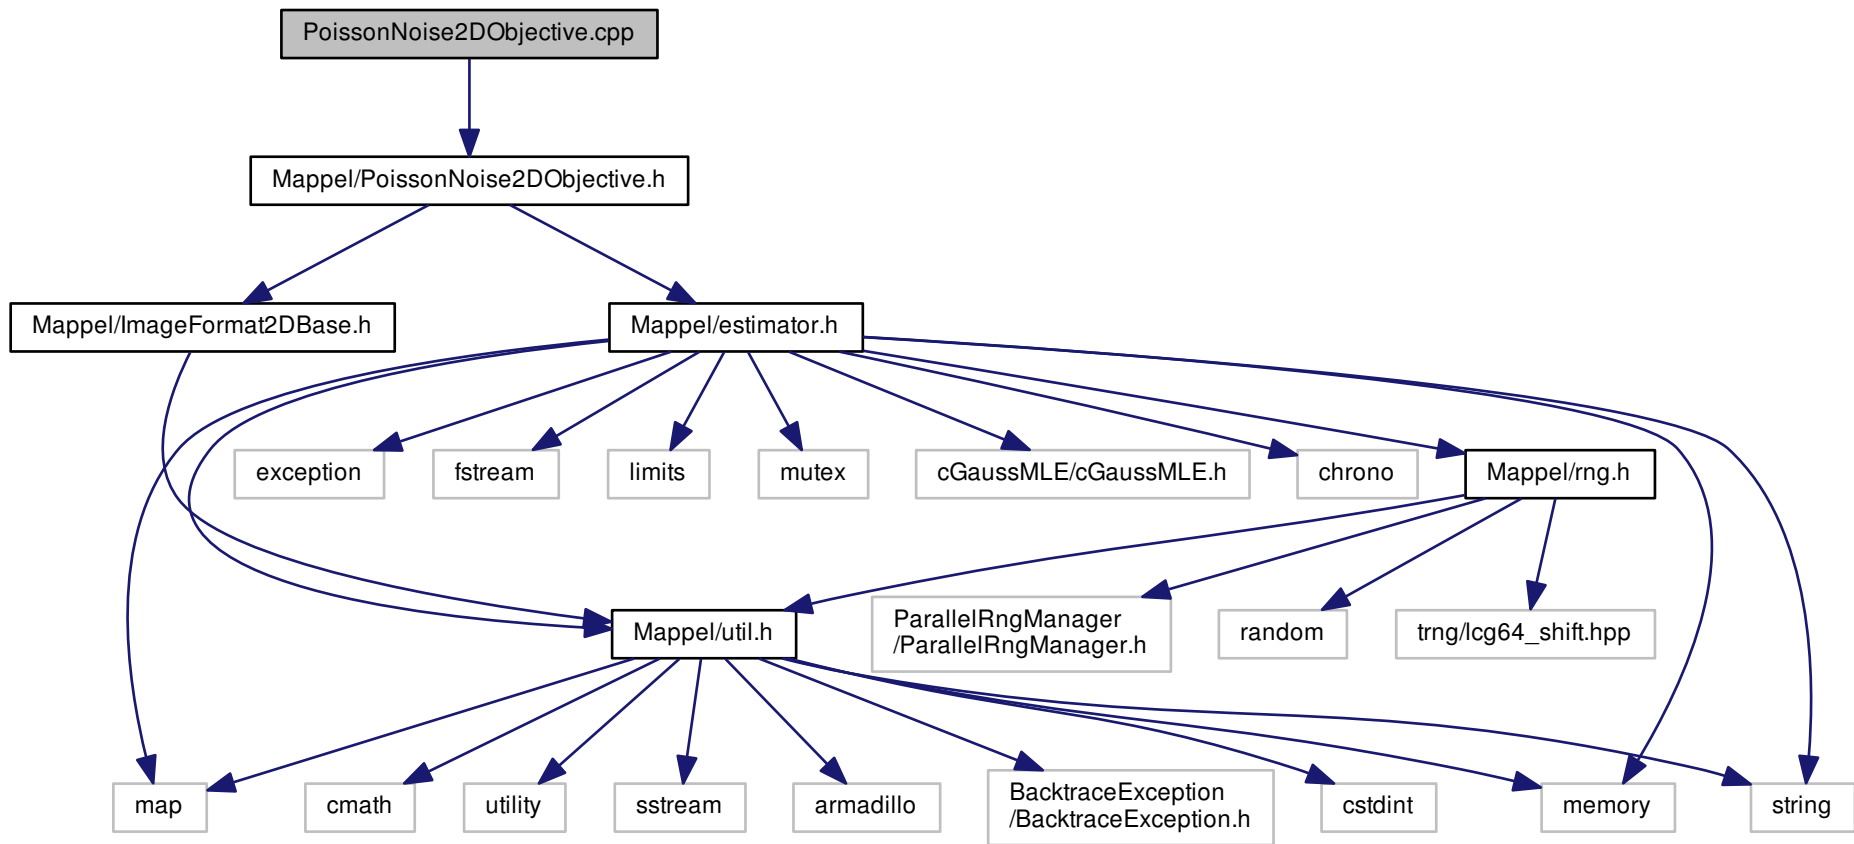 PoissonNoise2DObjective.cpp
Mappel/PoissonNoise2DObjective.h
Mappel/ImageFormat2DBase.h
Mappel/estimator.h
exception
fstream
limits
mutex
cGaussMLE/cGaussMLE.h
chrono
Mappel/rng.h
Mappel/util.h
ParallelRngManager
/ParallelRngManager.h
random
trng/lcg64_shift.hpp
map
cmath
utility
sstream
armadillo
BacktraceException
/BacktraceException.h
cstdint
memory
string